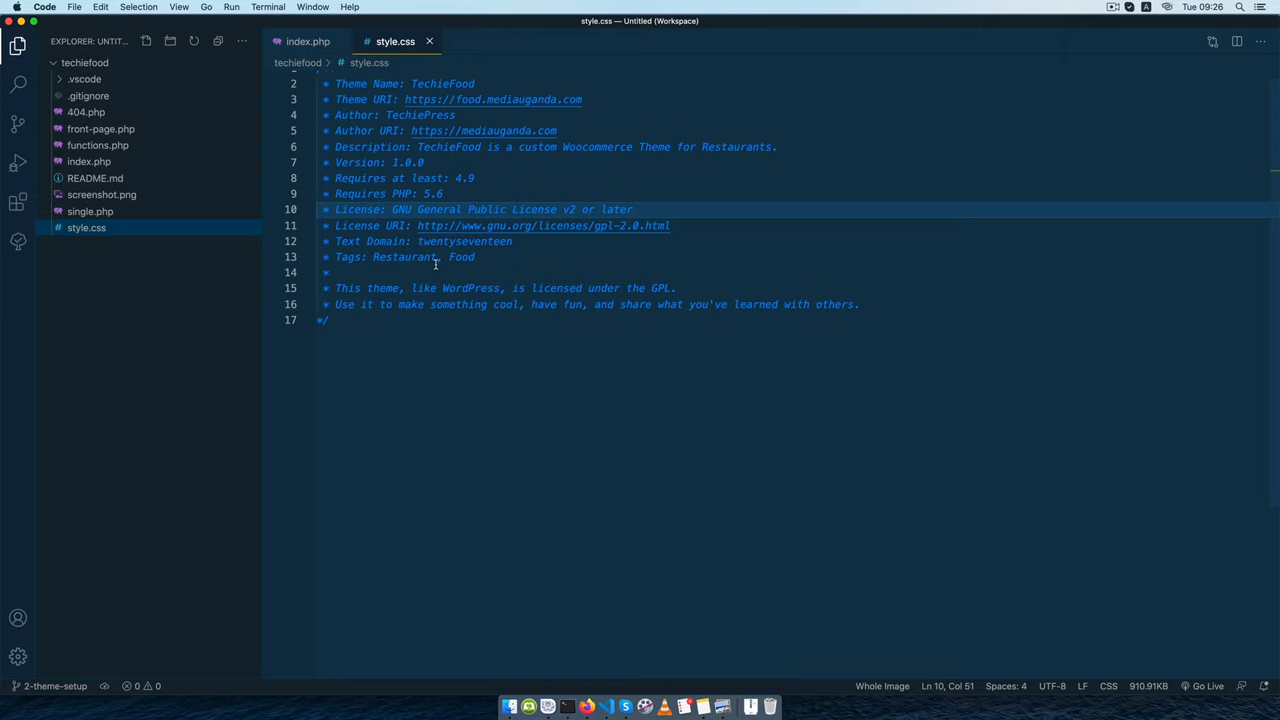 Code File Edit Selection View Go Run Terminal Window Help A Tue 09:26
style.css — Untitled (Workspace)
EXPLORER: UNTIT...
index.php style.css
techiefood > # style.css
techiefood
.vscode
.gitignore
404.php
front-page.php
functions.php
index.php
README.md
screenshot.png
single.php
# style.css
2 * Theme Name: TechieFood
3 * Theme URI: https://food.mediauganda.com
4 * Author: TechiePress
5 * Author URI: https://mediauganda.com
6 * Description: TechieFood is a custom Woocommerce Theme for Restaurants.
7 * Version: 1.0.0
8 * Requires at least: 4.9
9 * Requires PHP: 5.6
10 * License: GNU General Public License v2 or later
11 * License URI: http://www.gnu.org/licenses/gpl-2.0.html
12 * Text Domain: twentyseventeen
13 * Tags: Restaurant, Food
14 *
15 * This theme, like WordPress, is licensed under the GPL.
16 * Use it to make something cool, have fun, and share what you've learned with others.
17 */
2-theme-setup 0 0 Whole Image Ln 10, Col 51 Spaces: 4 UTF-8 LF CSS 910.91KB Go Live